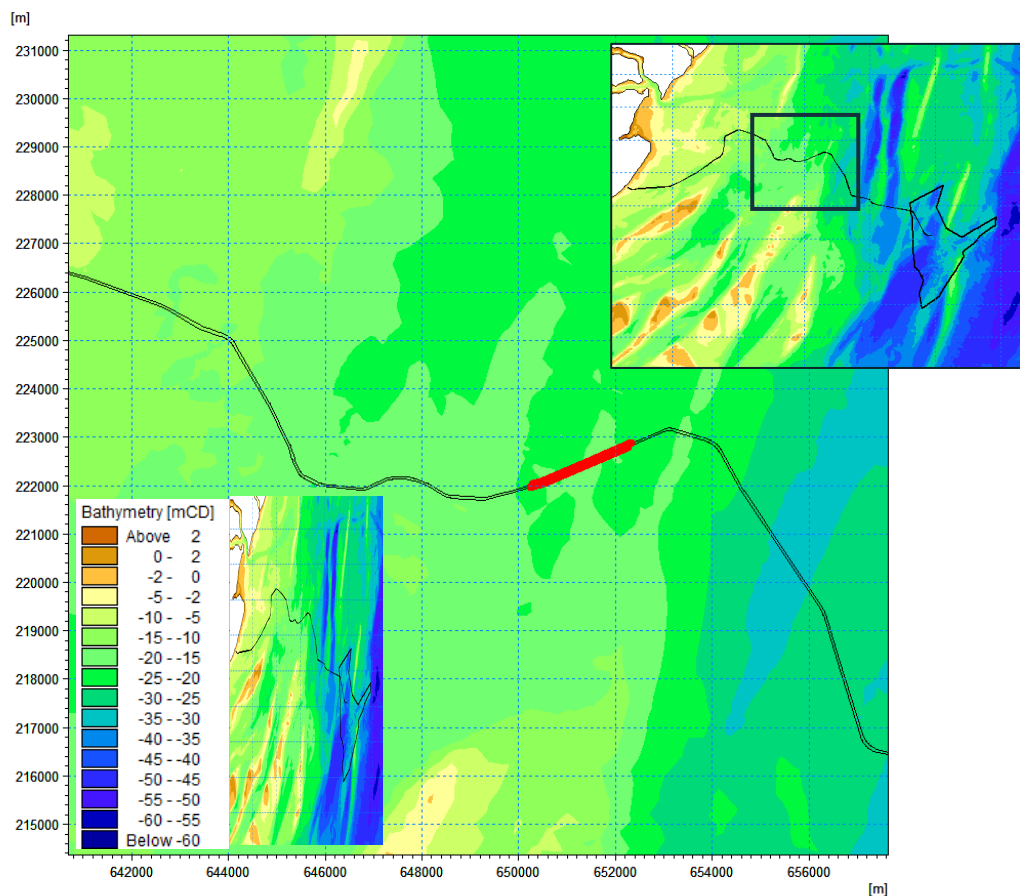 [m]
231000
230000
229000
228000
227000
226000
225000
224000
223000
222000
221000
220000
219000
218000
217000
216000
215000
Bathymetry [mCD]
Above 2
0 - 2
-2 - 0
-5 - -2
-10 - -5
-15 - -10
-20 - -15
-25 - -20
-30 - -25
-35 - -30
-40 - -35
-45 - -40
-50 - -45
-55 - -50
-60 - -55
Below -60
642000 644000 646000 648000 650000 652000 654000 656000
[m]